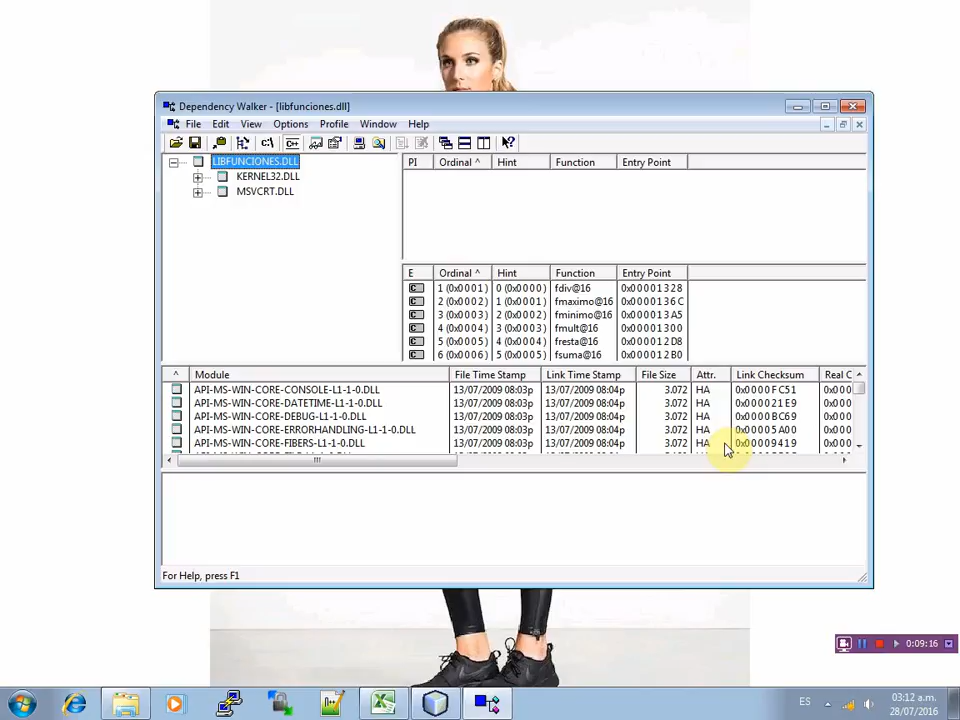 Dependency Walker - [libfunciones.dll]
File Edit View Options Profile Window Help
c:\ C++
LIBFUNCIONES.DLL
KERNEL32.DLL
MSVCRT.DLL
PI Ordinal ^ Hint Function Entry Point
E Ordinal ^ Hint Function Entry Point
C 1 (0x0001) 0 (0x0000) fdiv@16 0x00001328
C 2 (0x0002) 1 (0x0001) fmaximo@16 0x0000136C
C 3 (0x0003) 2 (0x0002) fminimo@16 0x000013A5
C 4 (0x0004) 3 (0x0003) fmult@16 0x00001300
C 5 (0x0005) 4 (0x0004) fresta@16 0x000012D8
C 6 (0x0006) 5 (0x0005) fsuma@16 0x000012B0
^ Module File Time Stamp Link Time Stamp File Size Attr. Link Checksum Real C
API-MS-WIN-CORE-CONSOLE-L1-1-0.DLL 13/07/2009 08:03p 13/07/2009 08:04p 3.072 HA 0x0000FC51 0x000
API-MS-WIN-CORE-DATETIME-L1-1-0.DLL 13/07/2009 08:03p 13/07/2009 08:04p 3.072 HA 0x000021E9 0x000
API-MS-WIN-CORE-DEBUG-L1-1-0.DLL 13/07/2009 08:03p 13/07/2009 08:04p 3.072 HA 0x0000BC69 0x000
API-MS-WIN-CORE-ERRORHANDLING-L1-1-0.DLL 13/07/2009 08:03p 13/07/2009 08:04p 3.072 HA 0x00005A00 0x000
API-MS-WIN-CORE-FIBERS-L1-1-0.DLL 13/07/2009 08:03p 13/07/2009 08:04p 3.072 HA 0x00009419 0x000
For Help, press F1
0:09:16
ES 03:12 a.m.
28/07/2016